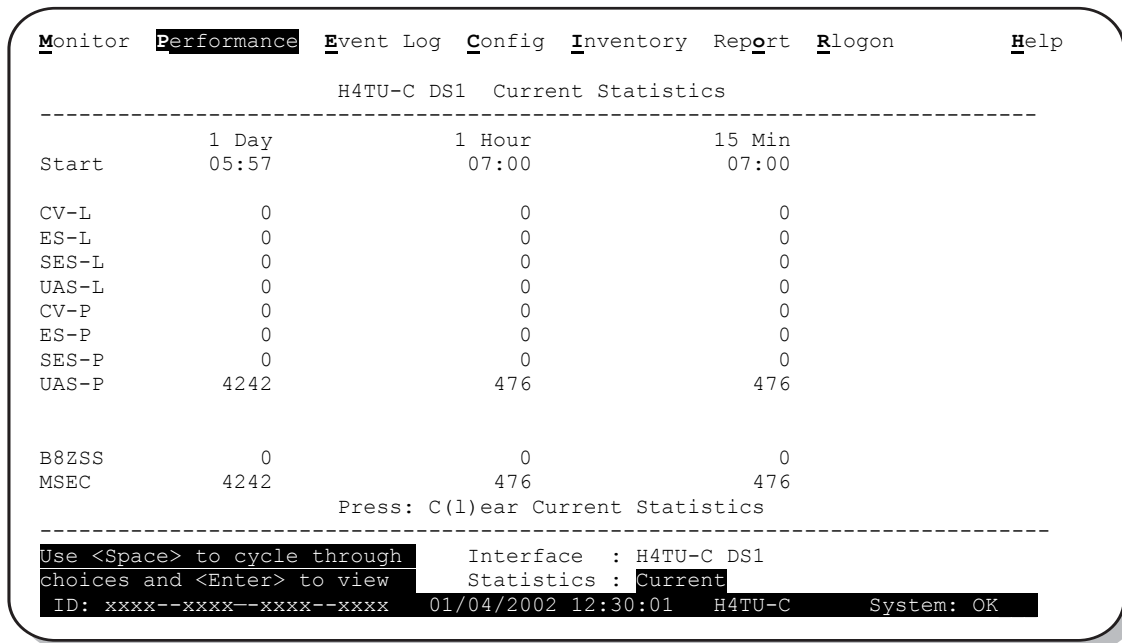 Monitor Performance Event Log Config Inventory Report Rlogon Help
H4TU-C DS1 Current Statistics
--------------------------------------------------------------------------------
1 Day 1 Hour 15 Min
Start 05:57 07:00 07:00
CV-L 0 0 0
ES-L 0 0 0
SES-L 0 0 0
UAS-L 0 0 0
CV-P 0 0 0
ES-P 0 0 0
SES-P 0 0 0
UAS-P 4242 476 476
B8ZSS 0 0 0
MSEC 4242 476 476
Press: C(l)ear Current Statistics
--------------------------------------------------------------------------------
Use <Space> to cycle through Interface : H4TU-C DS1
choices and <Enter> to view Statistics : Current
ID: xxxx--xxxx--xxxx--xxxx 01/04/2002 12:30:01 H4TU-C System: OK